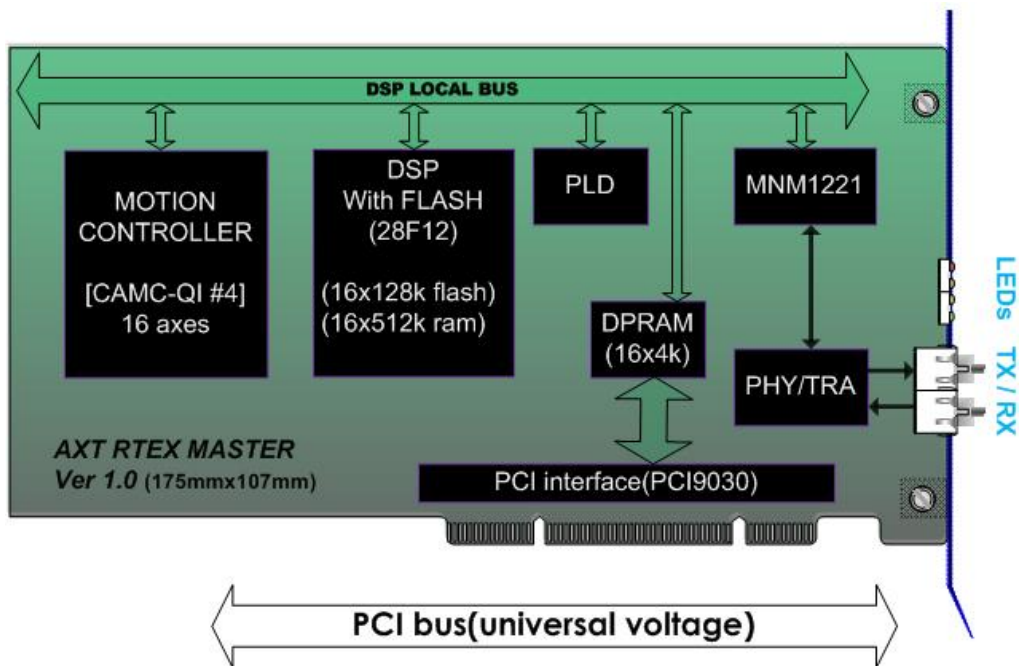 DSP LOCAL BUS
MOTION
CONTROLLER
[CAMC-QI #4]
16 axes
DSP
With FLASH
(28F12)
(16x128k flash)
(16x512k ram)
PLD
MNM1221
DPRAM
(16x4k)
PHY/TRA
LEDs
TX / RX
AXT RTEX MASTER
Ver 1.0 (175mmx107mm)
PCI interface(PCI9030)
PCI bus(universal voltage)